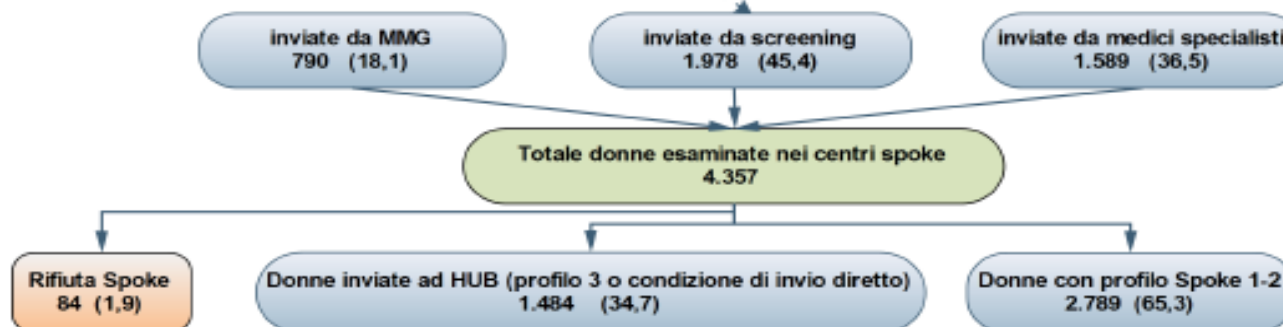 inviate da MMG
790 (18,1)
inviate da screening
1.978 (45,4)
inviate da medici specialisti
1.589 (36,5)
Totale donne esaminate nei centri spoke
4.357
Rifiuta Spoke
84 (1,9)
Donne inviate ad HUB (profilo 3 o condizione di invio diretto)
1.484 (34,7)
Donne con profilo Spoke 1-2
2.789 (65,3)